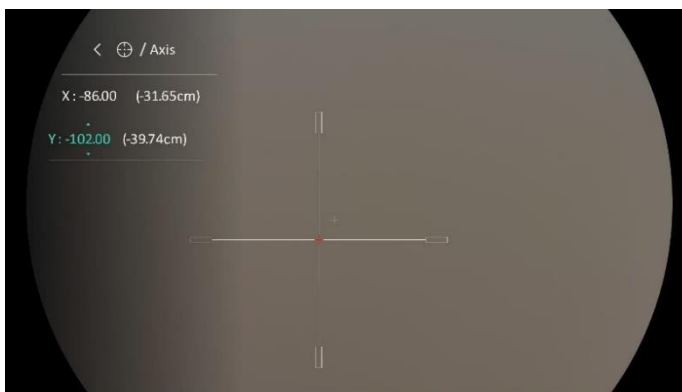 / Axis
X : -86.00 (-31.65cm)
Y : -102.00 (-39.74cm)